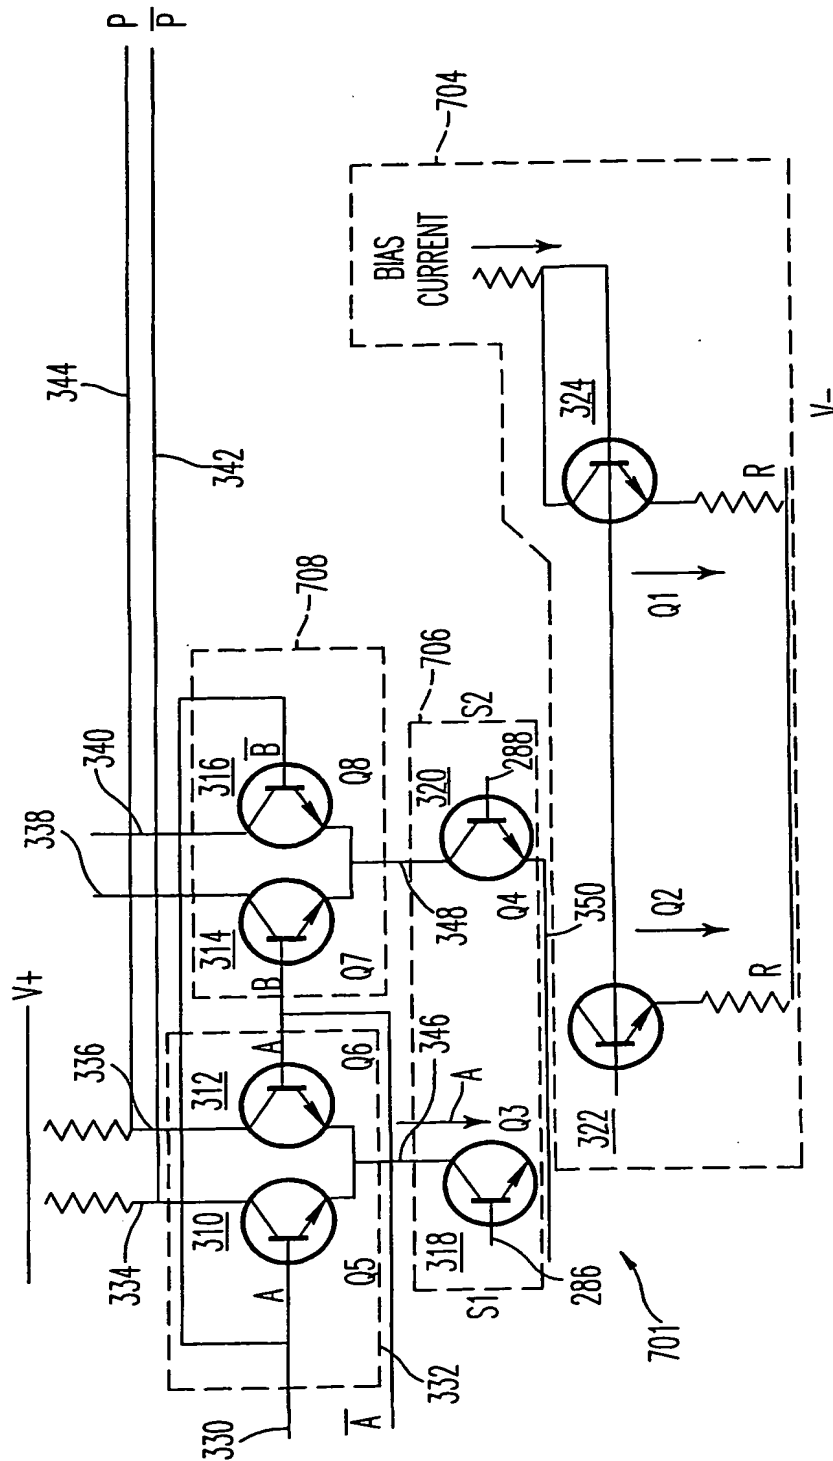 P
P̅
344
342
704
BIAS
CURRENT
324
R
V-
Q1
708
340
338
316
B̅
Q8
314
B
Q7
706
S2
320
288
Q4
348
350
Q2
R
322
V+
336
334
312
A
Q6
310
A
Q5
346
A
Q3
318
286
S1
332
330
A̅
701